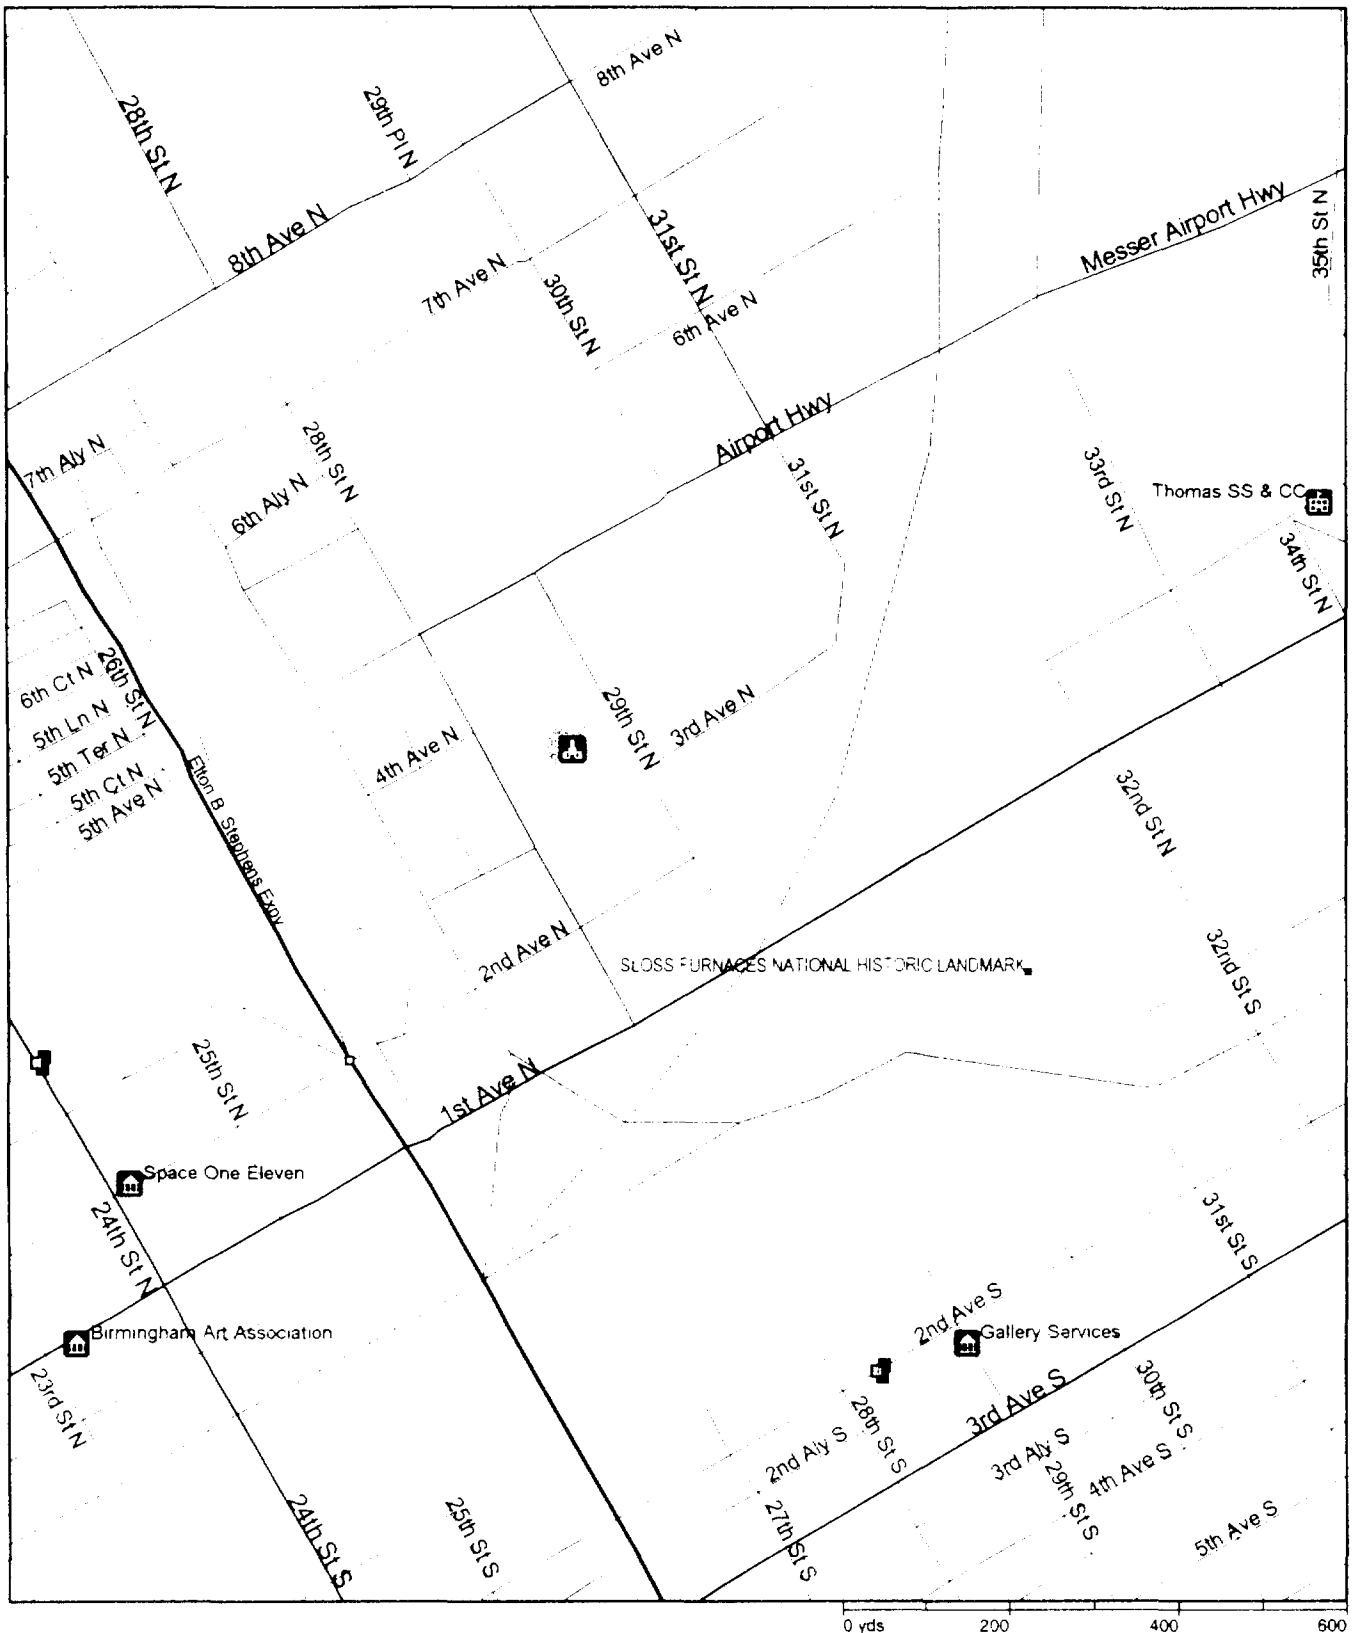 8th Ave N
28th St N
29th Pl N
8th Ave N
31st St N
Messer Airport Hwy
35th St N
7th Ave N
30th St N
6th Ave N
Airport Hwy
7th Aly N
28th St N
6th Aly N
31st St N
33rd St N
Thomas SS & CC
34th St N
6th Ct N
26th St N
5th Ln N
5th Ter N
5th Ct N
5th Ave N
29th St N
3rd Ave N
4th Ave N
Elton B Stephens Expy
32nd St N
2nd Ave N
SLOSS FURNACES NATIONAL HISTORIC LANDMARK
32nd St S
25th St N
1st Ave N
Space One Eleven
24th St N
31st St S
Birmingham Art Association
2nd Ave S
Gallery Services
23rd St N
3rd Ave S
30th St S
28th St S
2nd Aly S
3rd Aly S
29th St S
4th Ave S
24th St S
25th St S
27th St S
5th Ave S
0 yds 200 400 600